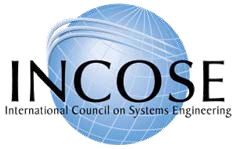 INCOSE
International Council on Systems Engineering